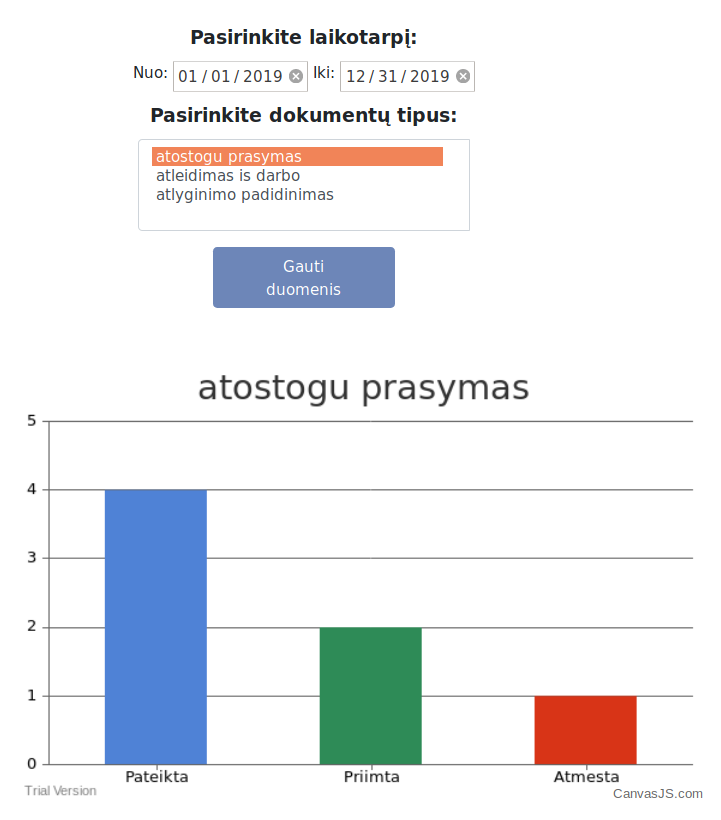 Pasirinkite laikotarpį:
Nuo: 01 / 01 / 2019 Iki: 12 / 31 / 2019
Pasirinkite dokumentų tipus:
atostogu prasymas
atleidimas is darbo
atlyginimo padidinimas
Gauti
duomenis
atostogu prasymas
5
4
3
2
1
0
Pateikta Priimta Atmesta
Trial Version CanvasJS.com